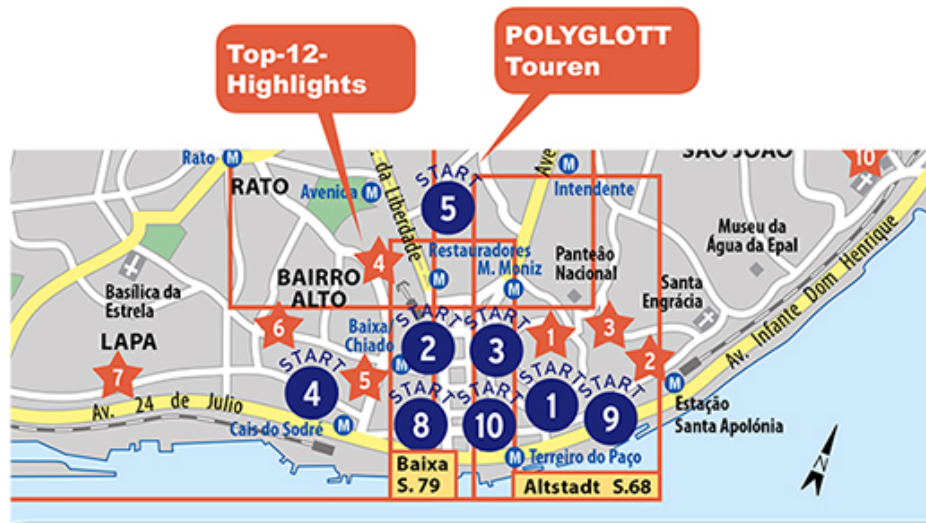 Top-12-
Highlights
POLYGLOTT
Touren
Rato M
RATO
Avenida M
. da Liberdade
START
5
Ave
M
Intendente
SÃO JOÃO
10
Restauradores
M
M. Moniz
M
4
BAIRRO
ALTO
Panteão
Nacional
Museu da
Água da Epal
Santa
Engrácia
Av. Infante Dom Henrique
Basílica da
Estrela
LAPA
7
6
Baixa/
Chiado
M
5
START
2
START
3
1
3
2
START
4
START
8
START
10
START
1
START
9
M
Estação
Santa Apolónia
Av. 24 de Julio
Cais do Sodré M
M Terreiro do Paço
Baixa
S. 79
Altstadt S.68
N